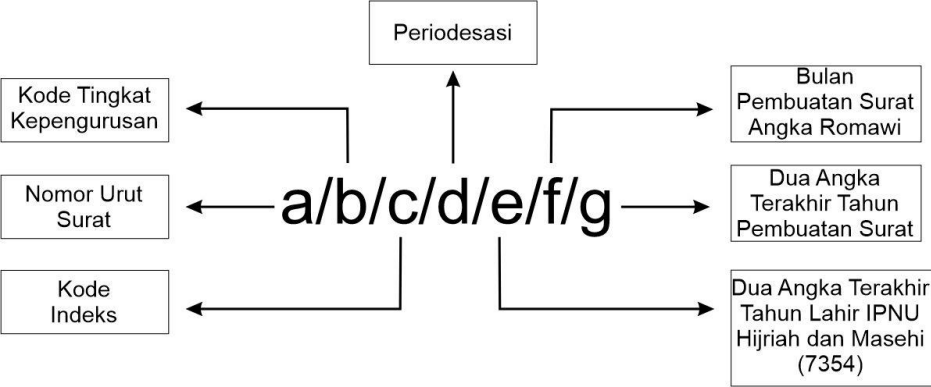 Periodesasi
Kode Tingkat
Kepengurusan
Bulan
Pembuatan Surat
Angka Romawi
Nomor Urut
Surat
a/b/c/d/e/f/g
Dua Angka
Terakhir Tahun
Pembuatan Surat
Kode
Indeks
Dua Angka Terakhir
Tahun Lahir IPNU
Hijriah dan Masehi
(7354)